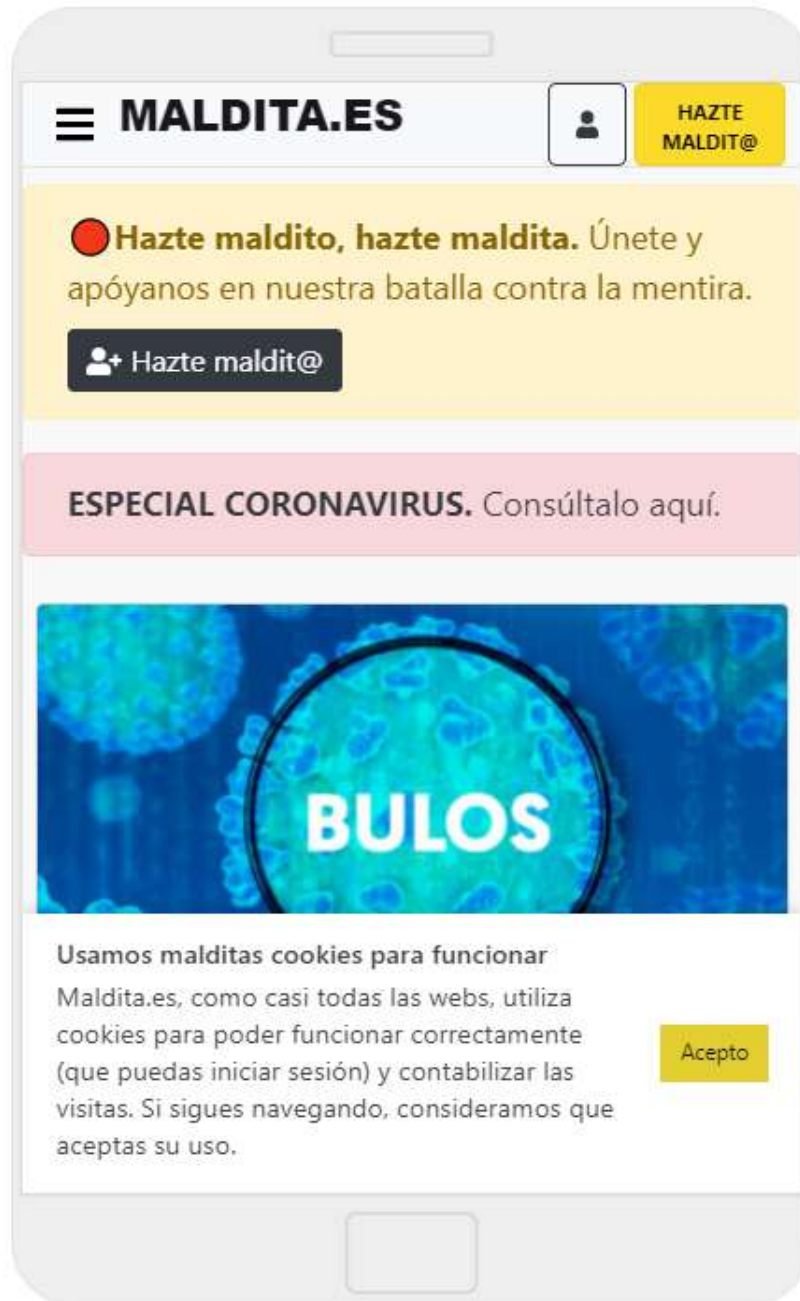 MALDITA.ES
HAZTE
MALDIT@
Hazte maldito, hazte maldita. Únete y
apóyanos en nuestra batalla contra la mentira.
Hazte maldit@
ESPECIAL CORONAVIRUS. Consúltalo aquí.
BULOS
Usamos malditas cookies para funcionar
Maldita.es, como casi todas las webs, utiliza
cookies para poder funcionar correctamente
(que puedas iniciar sesión) y contabilizar las
visitas. Si sigues navegando, consideramos que
aceptas su uso.
Acepto